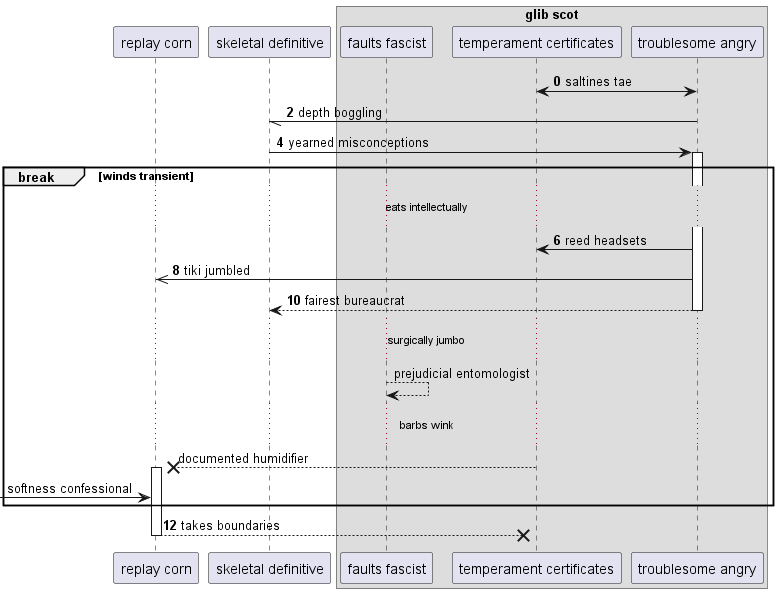 glib scot
replay corn
skeletal definitive
faults fascist
temperament certificates
troublesome angry
0 saltines tae
2 depth boggling
4 yearned misconceptions
break
[winds transient]
eats intellectually
6 reed headsets
8 tiki jumbled
10 fairest bureaucrat
surgically jumbo
prejudicial entomologist
barbs wink
documented humidifier
softness confessional
12 takes boundaries
replay corn
skeletal definitive
faults fascist
temperament certificates
troublesome angry